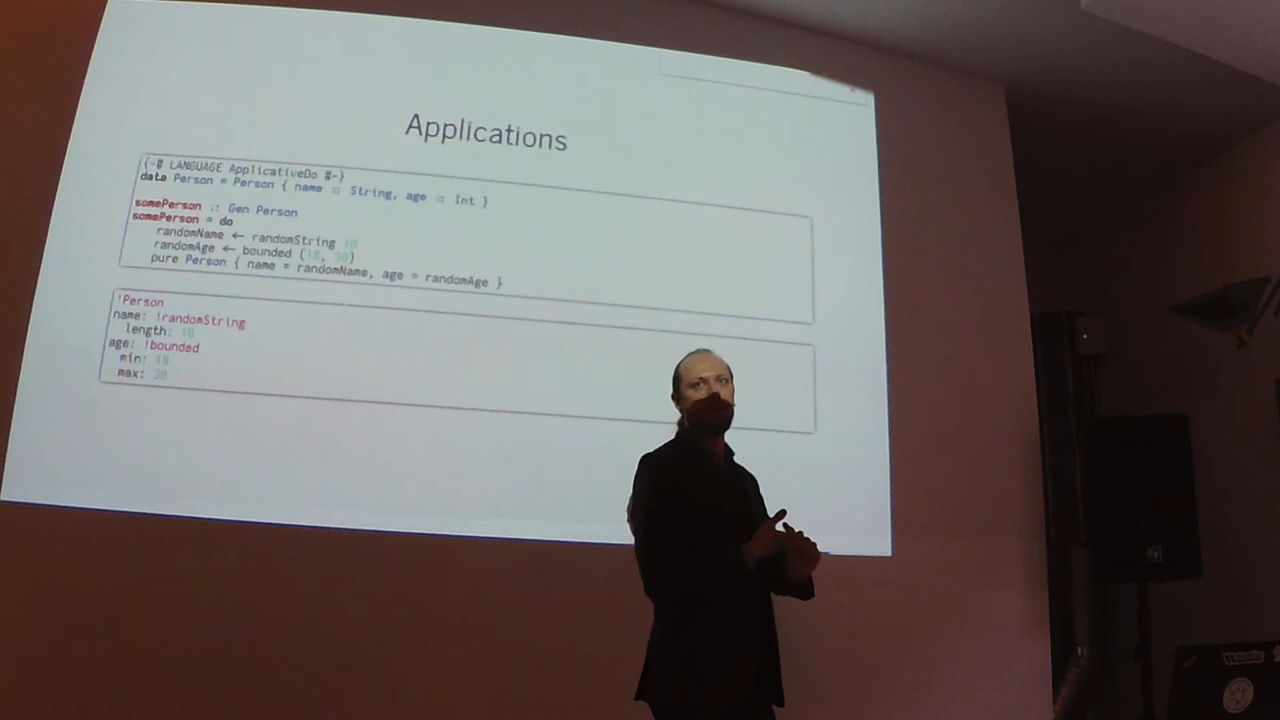 Applications
{-# LANGUAGE ApplicativeDo #-}
data Person = Person { name :: String, age :: Int }
somePerson :: Gen Person
somePerson = do
randomName ← randomString 10
randomAge ← bounded (18, 30)
pure Person { name = randomName, age = randomAge }
!Person
name: !randomString
length: 10
age: !bounded
min: 18
max: 30